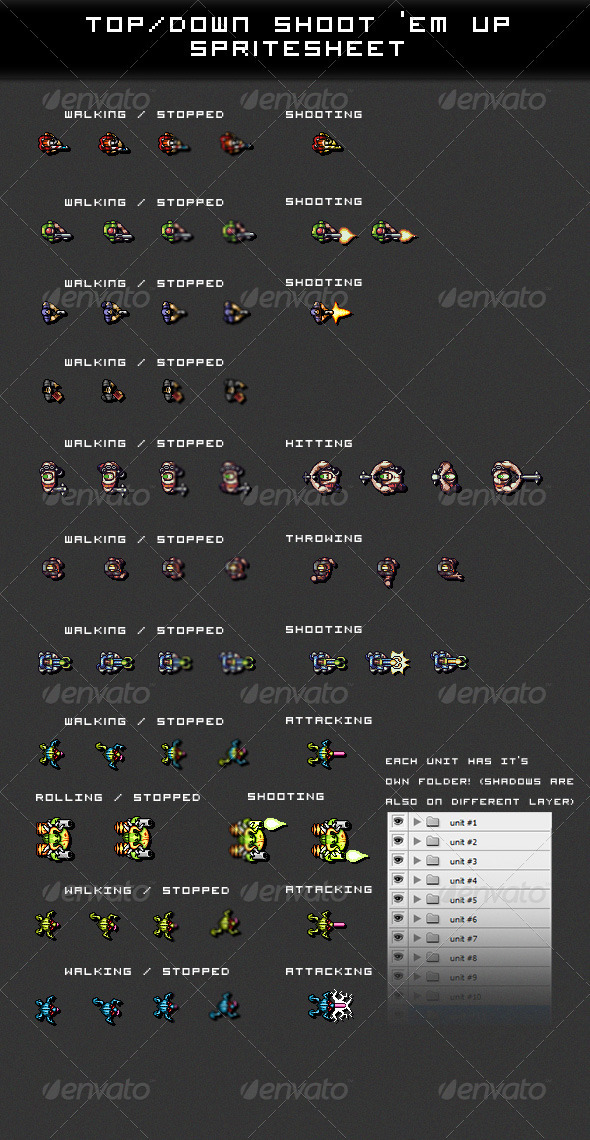 TOP/DOWN SHOOT 'EM UP
SPRITESHEET
WALKING / STOPPED SHOOTING
WALKING / STOPPED SHOOTING
WALKING / STOPPED SHOOTING
WALKING / STOPPED
WALKING / STOPPED HITTING
WALKING / STOPPED THROWING
WALKING / STOPPED SHOOTING
WALKING / STOPPED ATTACKING
EACH UNIT HAS IT'S
OWN FOLDER! (SHADOWS ARE
ALSO ON DIFFERENT LAYER)
ROLLING / STOPPED SHOOTING
unit #1
unit #2
unit #3
unit #4
unit #5
unit #6
unit #7
unit #8
unit #9
unit #10
WALKING / STOPPED ATTACKING
WALKING / STOPPED ATTACKING
envato envato envato
envato envato envato
envato envato envato
envato envato envato
envato envato envato
envato envato envato